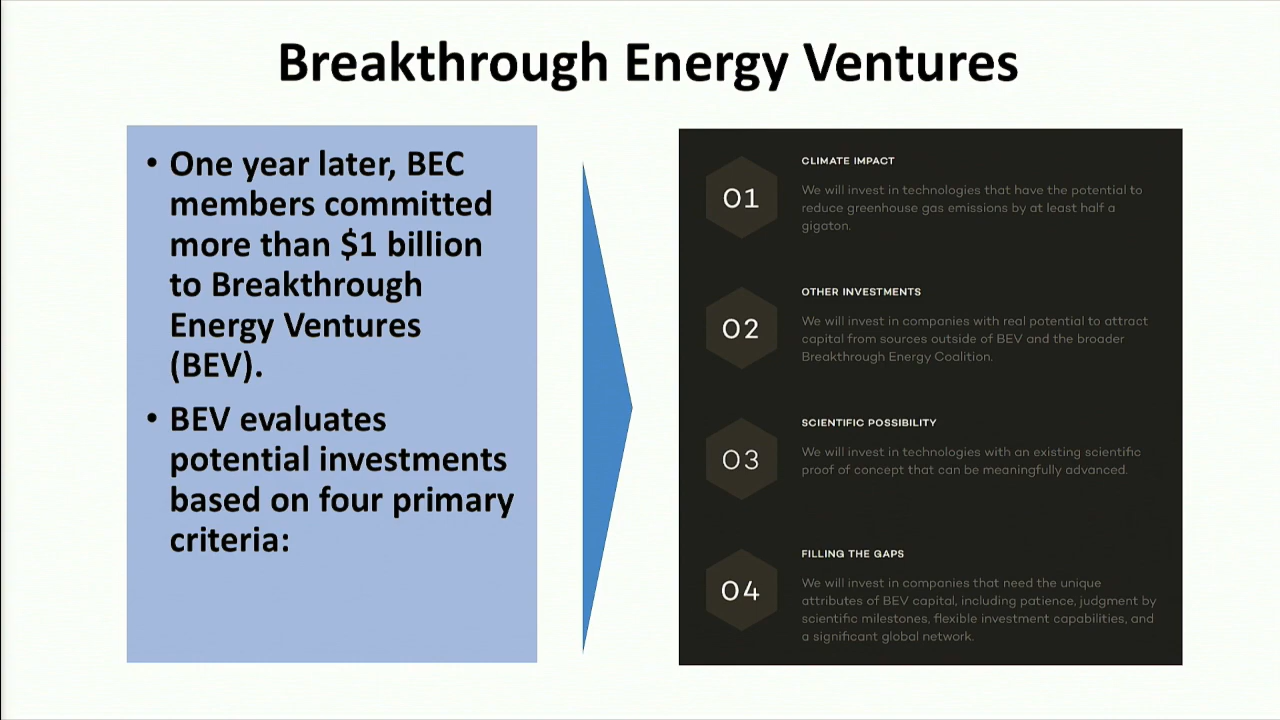 Breakthrough Energy Ventures
• One year later, BEC
members committed
more than $1 billion
to Breakthrough
Energy Ventures
(BEV).
• BEV evaluates
potential investments
based on four primary
criteria:
01
CLIMATE IMPACT
We will invest in technologies that have the potential to
reduce greenhouse gas emissions by at least half a
gigaton.
02
OTHER INVESTMENTS
We will invest in companies with real potential to attract
capital from sources outside of BEV and the broader
Breakthrough Energy Coalition.
03
SCIENTIFIC POSSIBILITY
We will invest in technologies with an existing scientific
proof of concept that can be meaningfully advanced.
04
FILLING THE GAPS
We will invest in companies that need the unique
attributes of BEV capital, including patience, judgment by
scientific milestones, flexible investment capabilities, and
a significant global network.